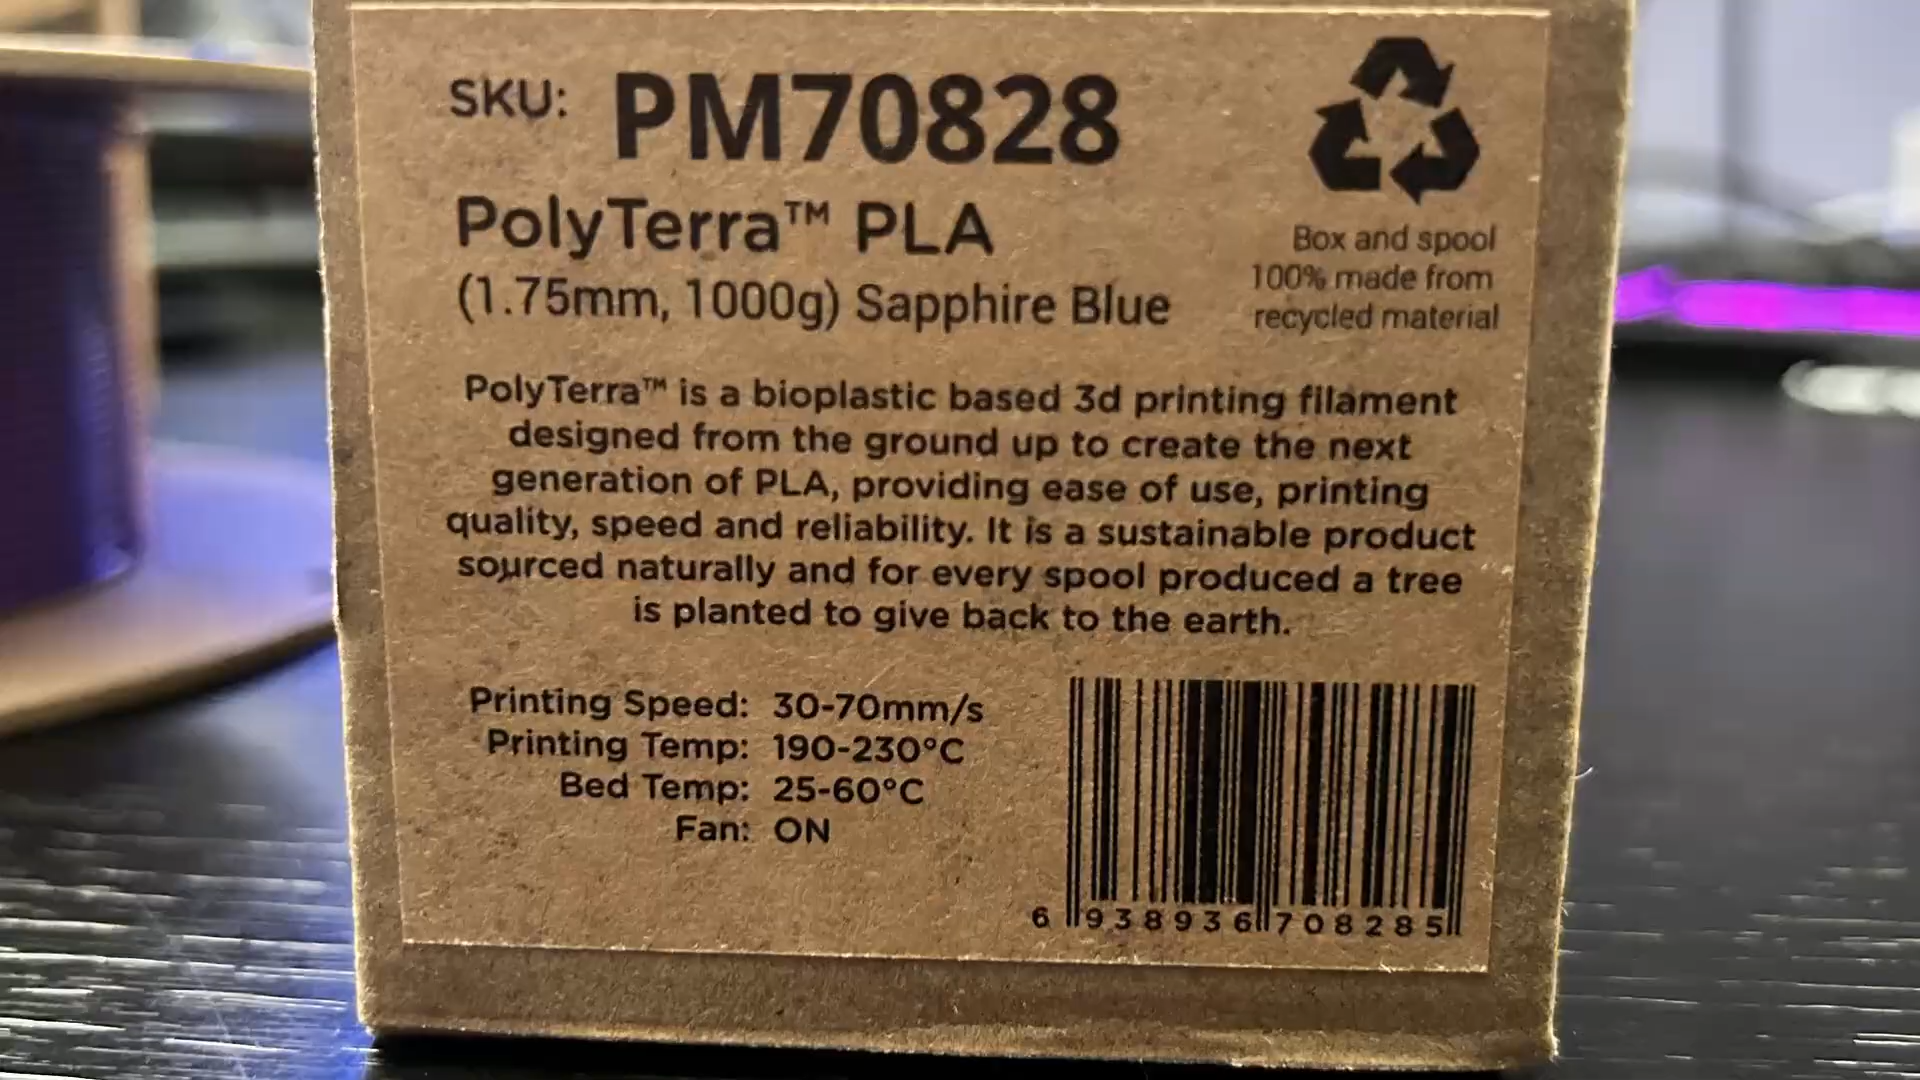 SKU: PM70828
PolyTerra™ PLA
(1.75mm, 1000g) Sapphire Blue
Box and spool
100% made from
recycled material
PolyTerra™ is a bioplastic based 3d printing filament
designed from the ground up to create the next
generation of PLA, providing ease of use, printing
quality, speed and reliability. It is a sustainable product
sourced naturally and for every spool produced a tree
is planted to give back to the earth.
Printing Speed: 30-70mm/s
Printing Temp: 190-230°C
Bed Temp: 25-60°C
Fan: ON
6 938936 708285